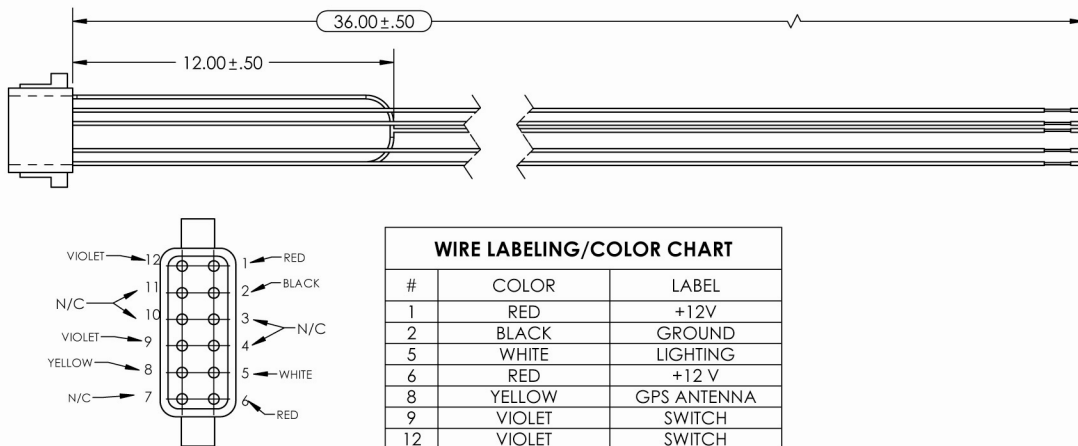 36.00±.50
12.00±.50
VIOLET 12 1 RED
11 2 BLACK
N/C 10 3 N/C
VIOLET 9 4
YELLOW 8 5 WHITE
N/C 7 6 RED
WIRE LABELING/COLOR CHART
# COLOR LABEL
1 RED +12V
2 BLACK GROUND
5 WHITE LIGHTING
6 RED +12 V
8 YELLOW GPS ANTENNA
9 VIOLET SWITCH
12 VIOLET SWITCH